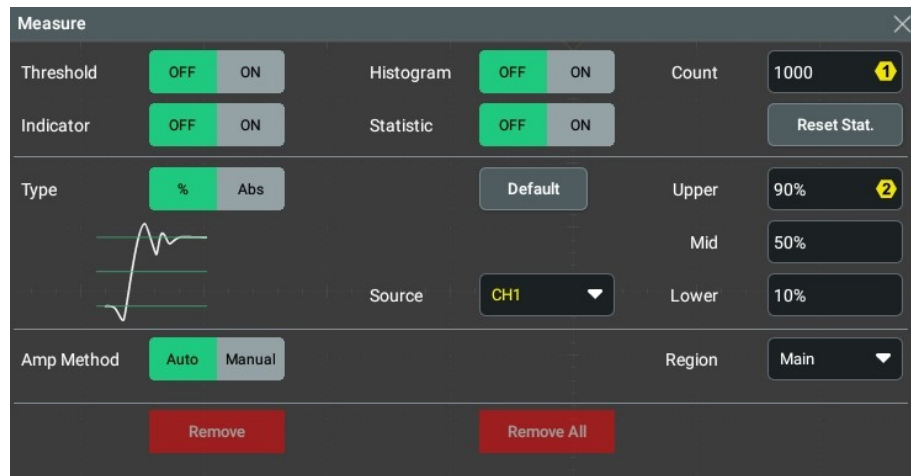 Measure
Threshold OFF ON Histogram OFF ON Count 1000 1
Indicator OFF ON Statistic OFF ON Reset Stat.
Type % Abs Default Upper 90% 2
Mid 50%
Source CH1 Lower 10%
Amp Method Auto Manual Region Main
Remove Remove All